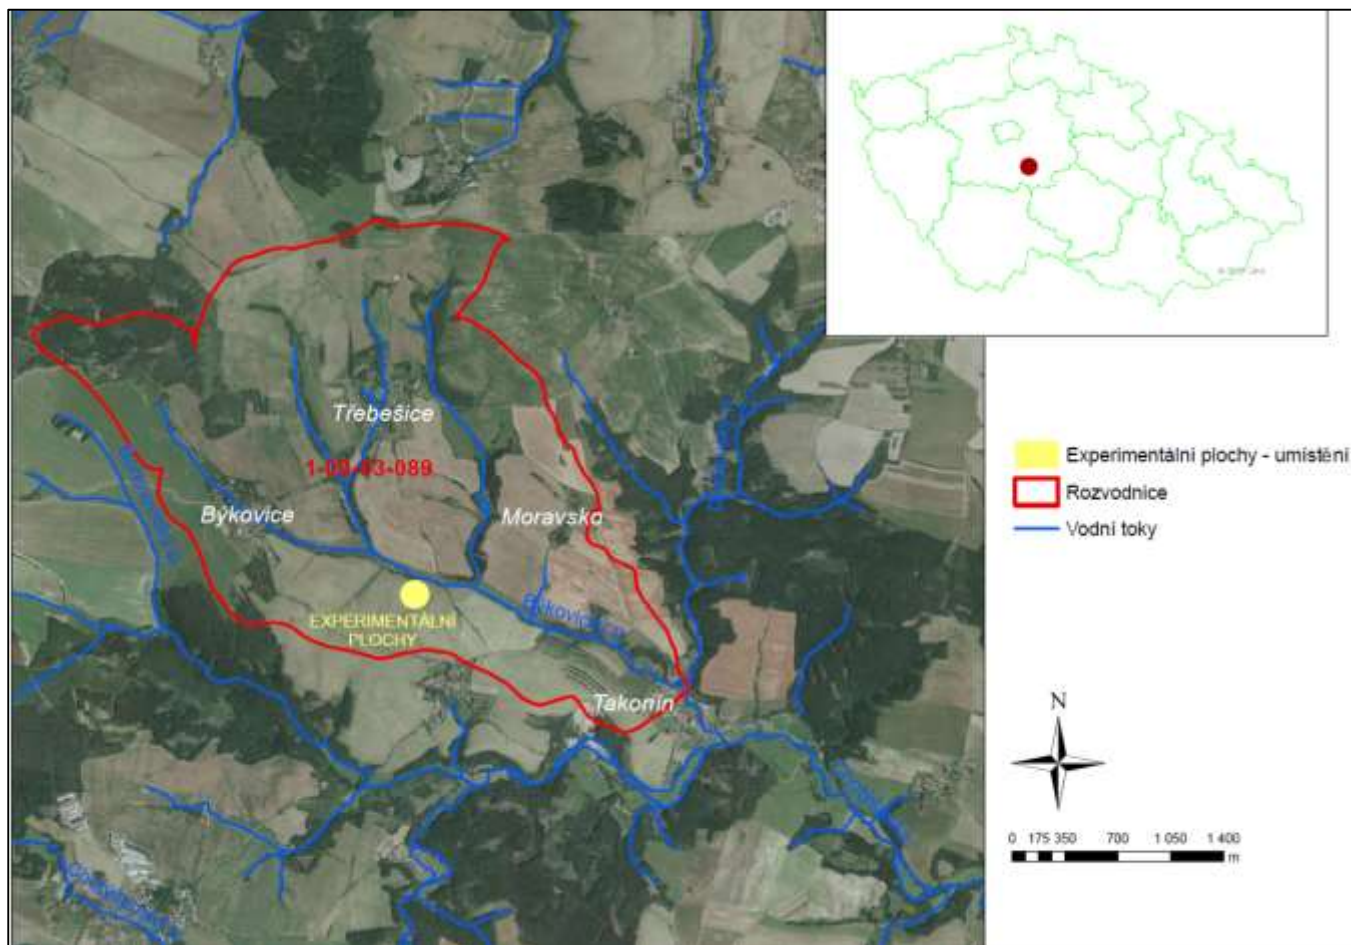 Třebešice
1-09-03-089
Býkovice
Moravsko
EXPERIMENTÁLNÍ
PLOCHY
Takonín
Experimentální plochy - umístění
Rozvodnice
Vodní toky
N
0 175 350 700 1 050 1 400
m